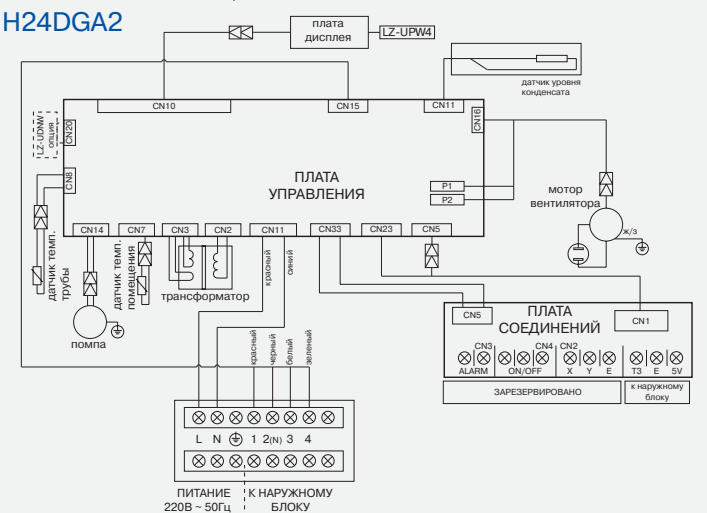 H24DGA2
плата
дисплея
LZ-UPW4
датчик уровня
конденсата
CN10
CN15
CN11
CN16
LZ-UDNW
опция
CN20
CN8
ПЛАТА
УПРАВЛЕНИЯ
P1
P2
мотор
вентилятора
ж/з
CN14
CN7
CN3
CN2
CN11
CN33
CN23
CN5
датчик темп.
трубы
датчик темп.
помещения
трансформатор
красный
синий
помпа
красный
черный
белый
зеленый
CN5
ПЛАТА
СОЕДИНЕНИЙ
CN1
CN3
CN4
CN2
ALARM
ON/OFF
X
Y
E
T3
E
5V
ЗАРЕЗЕРВИРОВАНО
к наружному
блоку
L N 1 2(N) 3 4
ПИТАНИЕ
220В ~ 50Гц
К НАРУЖНОМУ
БЛОКУ